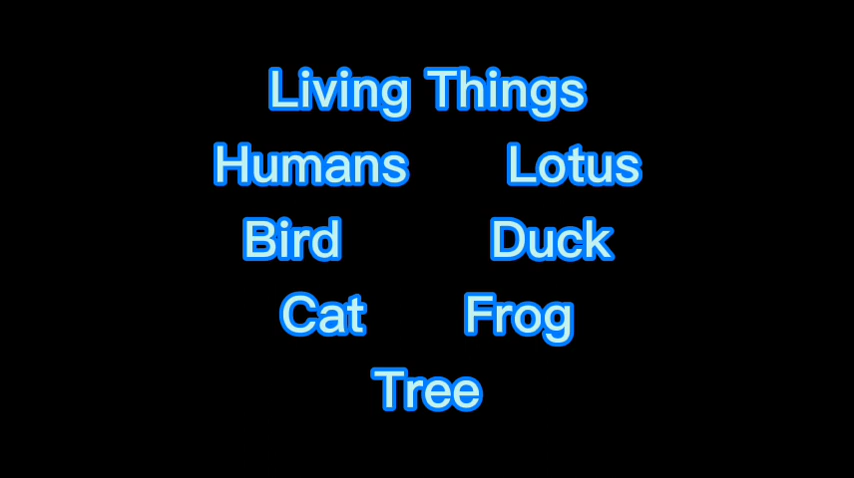 Living Things
Humans Lotus
Bird Duck
Cat Frog
Tree